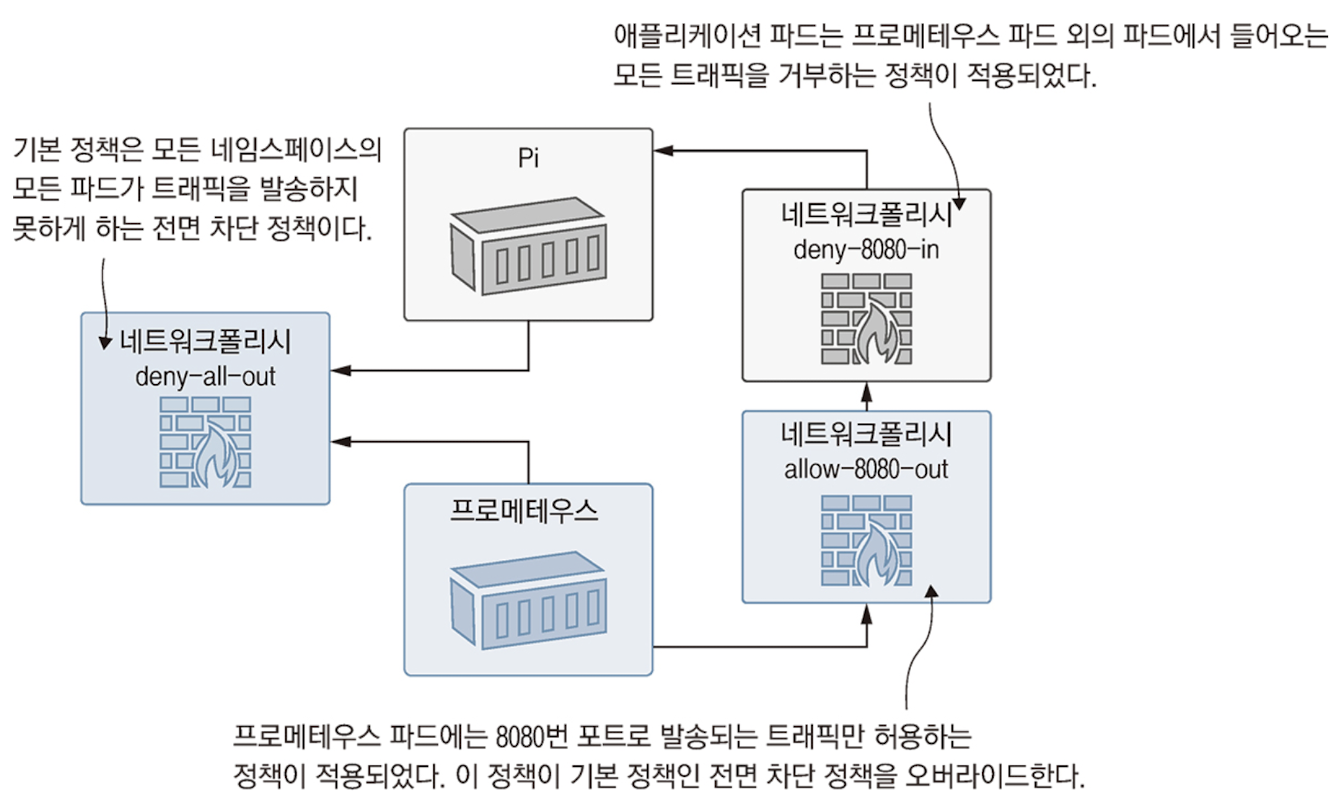 애플리케이션 파드는 프로메테우스 파드 외의 파드에서 들어오는
모든 트래픽을 거부하는 정책이 적용되었다.
기본 정책은 모든 네임스페이스의
모든 파드가 트래픽을 발송하지
못하게 하는 전면 차단 정책이다.
Pi
네트워크폴리시
deny-8080-in
네트워크폴리시
deny-all-out
네트워크폴리시
allow-8080-out
프로메테우스
프로메테우스 파드에는 8080번 포트로 발송되는 트래픽만 허용하는
정책이 적용되었다. 이 정책이 기본 정책인 전면 차단 정책을 오버라이드한다.